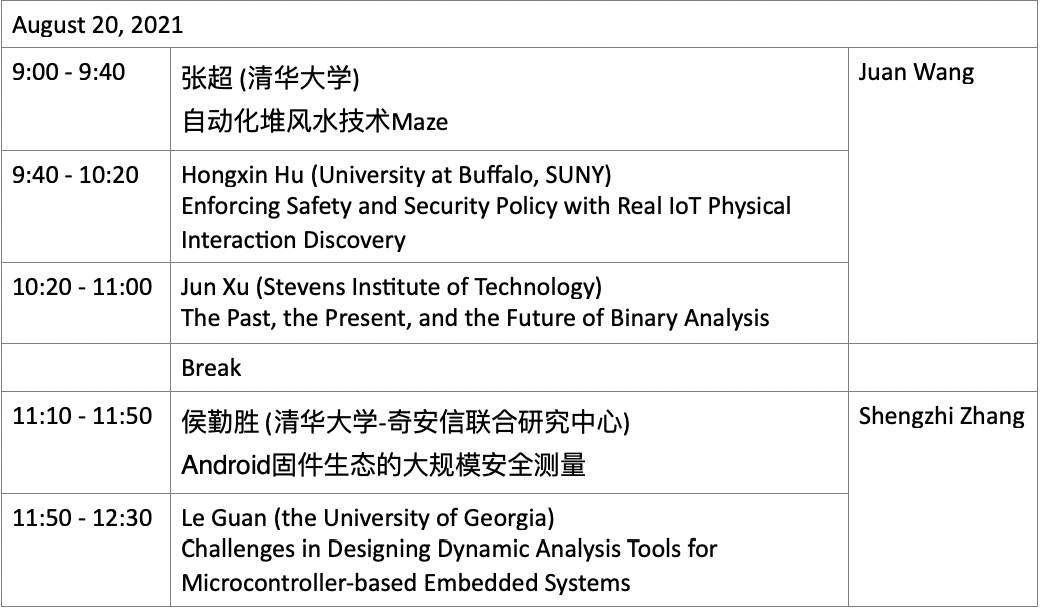 August 20, 2021
9:00 - 9:40
张超 (清华大学)
自动化堆风水技术Maze
Juan Wang
9:40 - 10:20
Hongxin Hu (University at Buffalo, SUNY)
Enforcing Safety and Security Policy with Real IoT Physical
Interaction Discovery
10:20 - 11:00
Jun Xu (Stevens Institute of Technology)
The Past, the Present, and the Future of Binary Analysis
Break
11:10 - 11:50
侯勤胜 (清华大学-奇安信联合研究中心)
Android固件生态的大规模安全测量
Shengzhi Zhang
11:50 - 12:30
Le Guan (the University of Georgia)
Challenges in Designing Dynamic Analysis Tools for
Microcontroller-based Embedded Systems